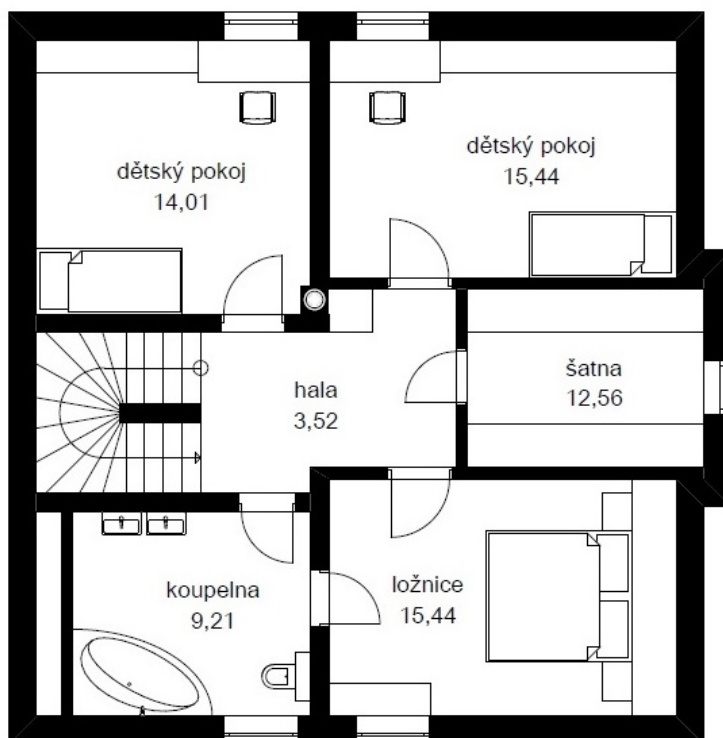 dětský pokoj
14,01
dětský pokoj
15,44
hala
3,52
šatna
12,56
koupelna
9,21
ložnice
15,44